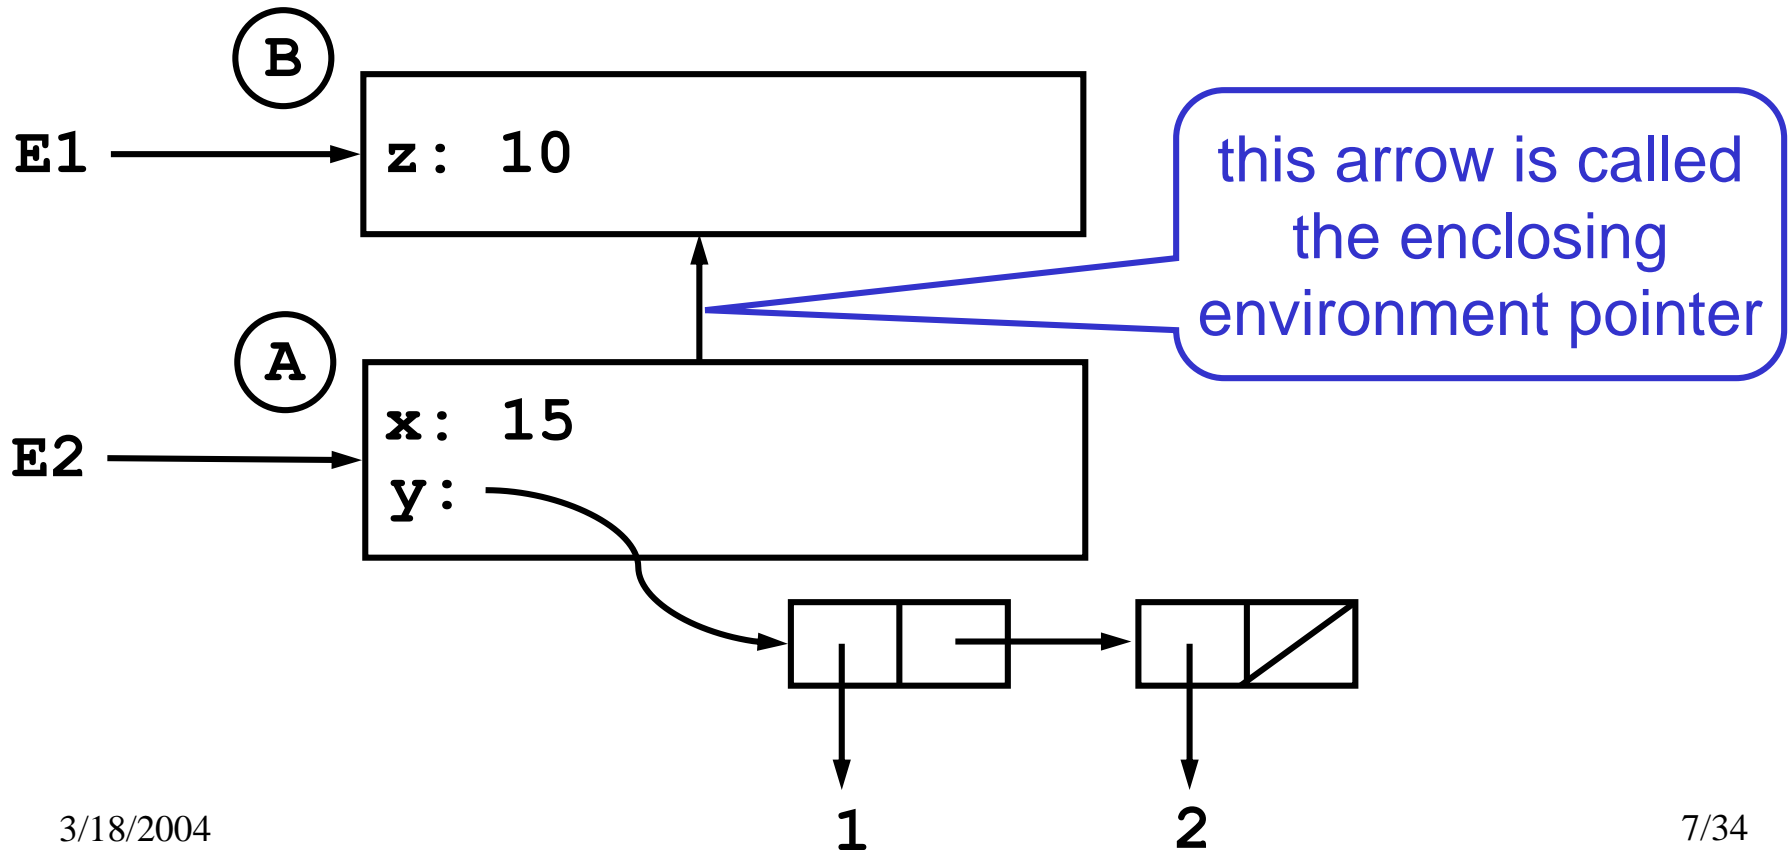 B
E1
z: 10
this arrow is called
the enclosing
environment pointer
A
x: 15
E2
y:
1
2
3/18/2004
7/34